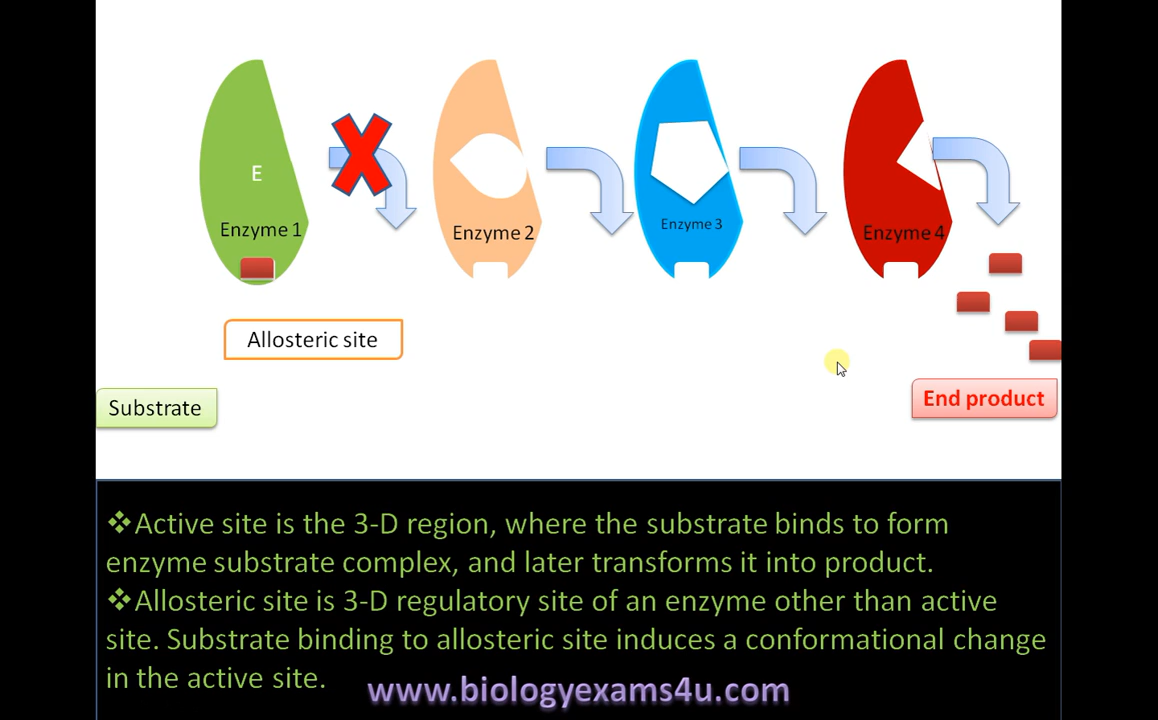 E
Enzyme 1
Enzyme 2
Enzyme 3
Enzyme 4
Allosteric site
Substrate
End product
❖Active site is the 3-D region, where the substrate binds to form
enzyme substrate complex, and later transforms it into product.
❖Allosteric site is 3-D regulatory site of an enzyme other than active
site. Substrate binding to allosteric site induces a conformational change
in the active site.
www.biologyexams4u.com